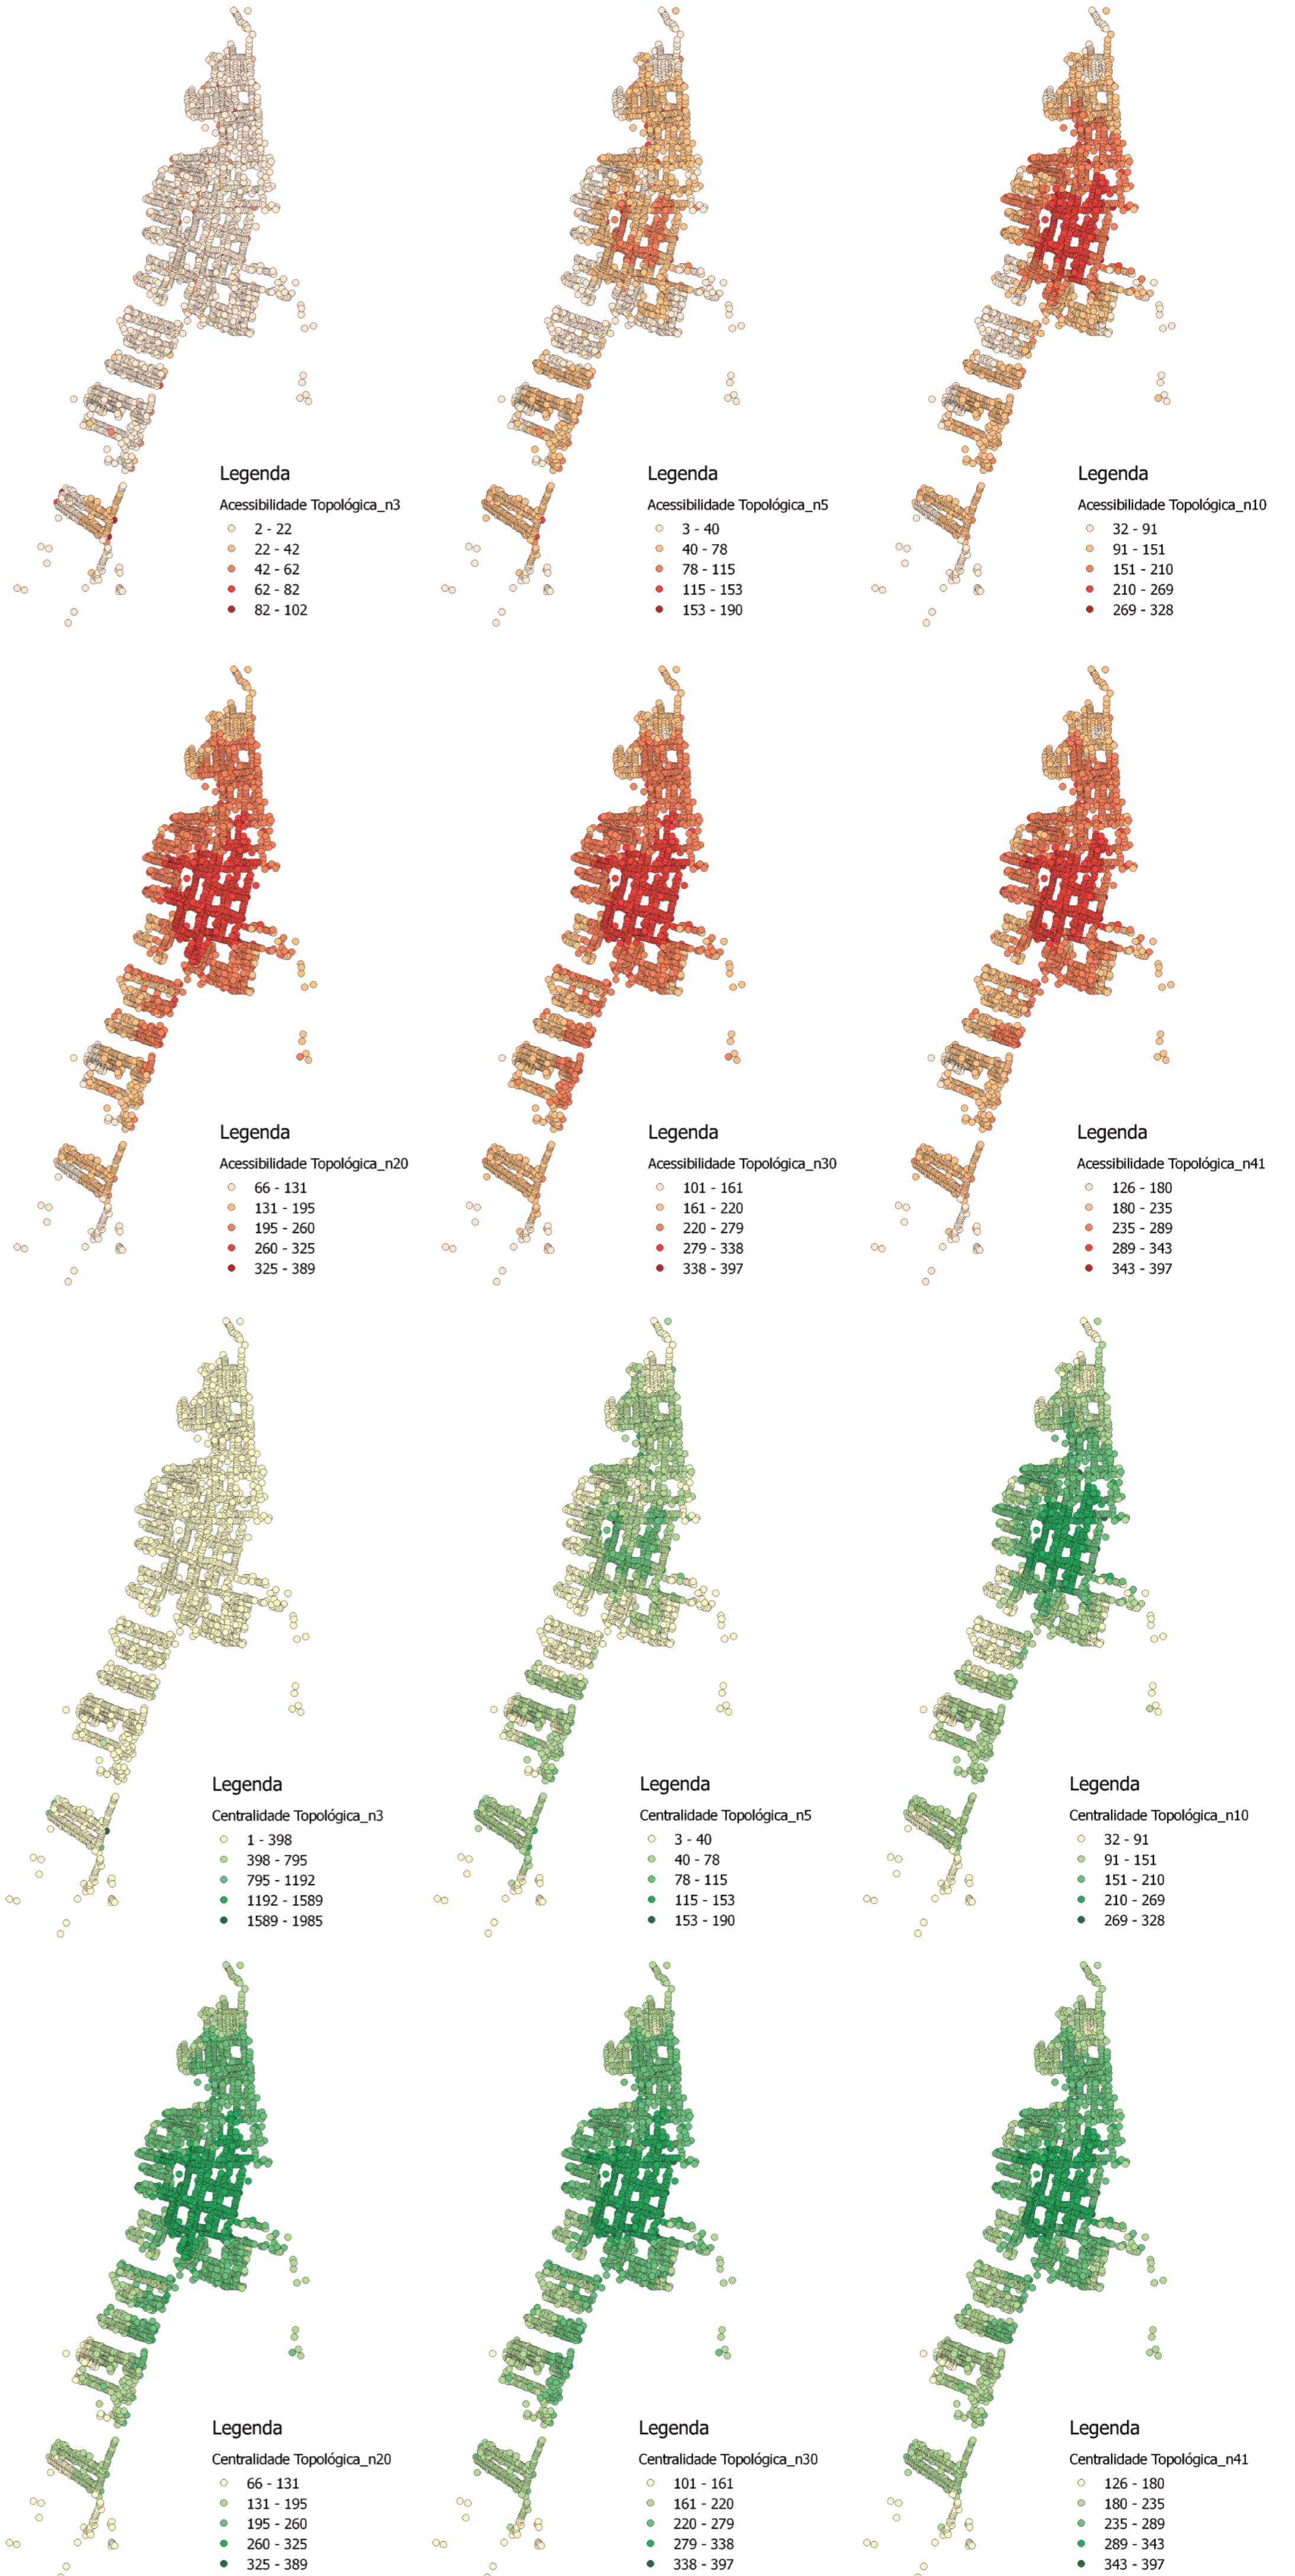 Legenda
Acessibilidade Topológica_n3
2 - 22
22 - 42
42 - 62
62 - 82
82 - 102
Legenda
Acessibilidade Topológica_n5
3 - 40
40 - 78
78 - 115
115 - 153
153 - 190
Legenda
Acessibilidade Topológica_n10
32 - 91
91 - 151
151 - 210
210 - 269
269 - 328
Legenda
Acessibilidade Topológica_n20
66 - 131
131 - 195
195 - 260
260 - 325
325 - 389
Legenda
Acessibilidade Topológica_n30
101 - 161
161 - 220
220 - 279
279 - 338
338 - 397
Legenda
Acessibilidade Topológica_n41
126 - 180
180 - 235
235 - 289
289 - 343
343 - 397
Legenda
Centralidade Topológica_n3
1 - 398
398 - 795
795 - 1192
1192 - 1589
1589 - 1985
Legenda
Centralidade Topológica_n5
3 - 40
40 - 78
78 - 115
115 - 153
153 - 190
Legenda
Centralidade Topológica_n10
32 - 91
91 - 151
151 - 210
210 - 269
269 - 328
Legenda
Centralidade Topológica_n20
66 - 131
131 - 195
195 - 260
260 - 325
325 - 389
Legenda
Centralidade Topológica_n30
101 - 161
161 - 220
220 - 279
279 - 338
338 - 397
Legenda
Centralidade Topológica_n41
126 - 180
180 - 235
235 - 289
289 - 343
343 - 397